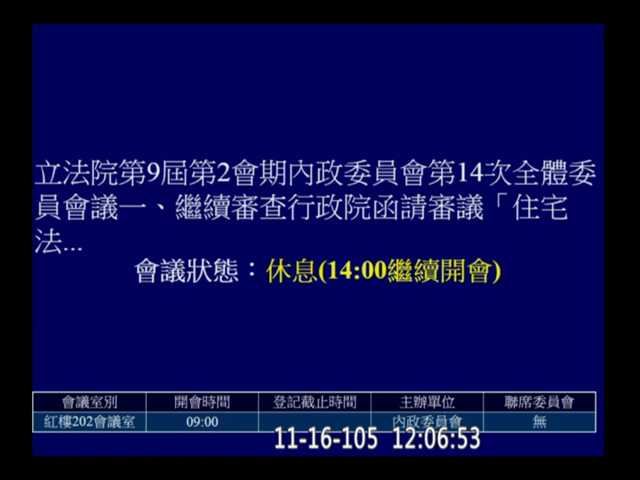 立法院第9屆第2會期內政委員會第14次全體委
員會議一、繼續審查行政院函請審議「住宅
法...
會議狀態：休息(14:00繼續開會)
會議室別 開會時間 登記截止時間 主辦單位 聯席委員會
紅樓202會議室 09:00 內政委員會 無
11-16-105 12:06:53